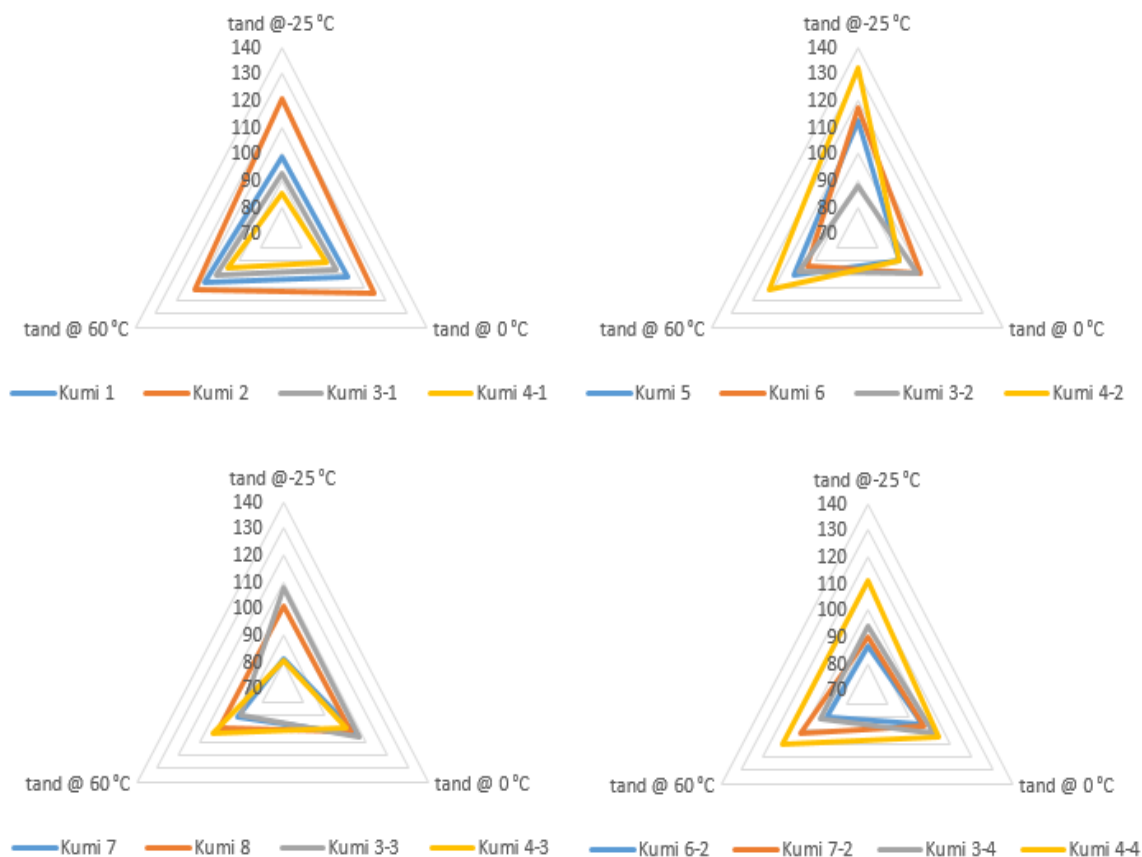 tand @-25 °C
140
130
120
110
100
90
80
70
tand @ 60 °C
tand @ 0 °C
Kumi 1 Kumi 2 Kumi 3-1 Kumi 4-1
tand @-25 °C
140
130
120
110
100
90
80
70
tand @ 60 °C
tand @ 0 °C
Kumi 5 Kumi 6 Kumi 3-2 Kumi 4-2
tand @-25 °C
140
130
120
110
100
90
80
70
tand @ 60 °C
tand @ 0 °C
Kumi 7 Kumi 8 Kumi 3-3 Kumi 4-3
tand @-25 °C
140
130
120
110
100
90
80
70
tand @ 60 °C
tand @ 0 °C
Kumi 6-2 Kumi 7-2 Kumi 3-4 Kumi 4-4